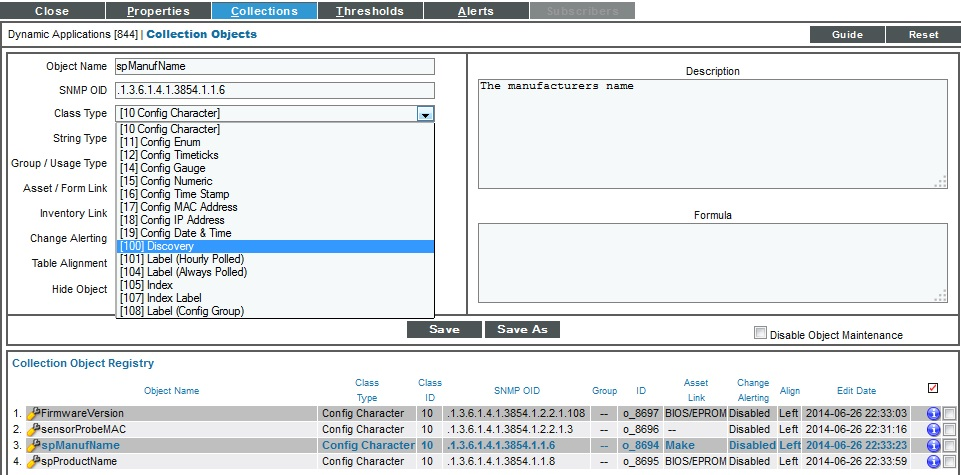 Close Properties Collections Thresholds Alerts Subscribers
Dynamic Applications [844] | Collection Objects Guide Reset
Object Name spManufName
SNMP OID .1.3.6.1.4.1.3854.1.1.6
Class Type [10 Config Character]
[10 Config Character]
String Type [11] Config Enum
[12] Config Timeticks
Group / Usage Type [14] Config Gauge
[15] Config Numeric
Asset / Form Link [16] Config Time Stamp
[17] Config MAC Address
Inventory Link [18] Config IP Address
[19] Config Date & Time
Change Alerting [100] Discovery
Table Alignment [101] Label (Hourly Polled)
[104] Label (Always Polled)
Hide Object [105] Index
[107] Index Label
[108] Label (Config Group)
Description
The manufacturers name
Formula
Save Save As Disable Object Maintenance
Collection Object Registry
Object Name Class Type Class ID SNMP OID Group ID Asset Link Change Alerting Align Edit Date
1. FirmwareVersion Config Character 10 .1.3.6.1.4.1.3854.1.2.2.1.108 -- o_8697 BIOS/EPROM Disabled Left 2014-06-26 22:33:03
2. sensorProbeMAC Config Character 10 .1.3.6.1.4.1.3854.1.2.2.1.3 -- o_8696 -- Disabled Left 2014-06-26 22:31:16
3. spManufName Config Character 10 .1.3.6.1.4.1.3854.1.1.6 -- o_8694 Make Disabled Left 2014-06-26 22:33:23
4. spProductName Config Character 10 .1.3.6.1.4.1.3854.1.1.8 -- o_8695 BIOS/EPROM Disabled Left 2014-06-26 22:33:59